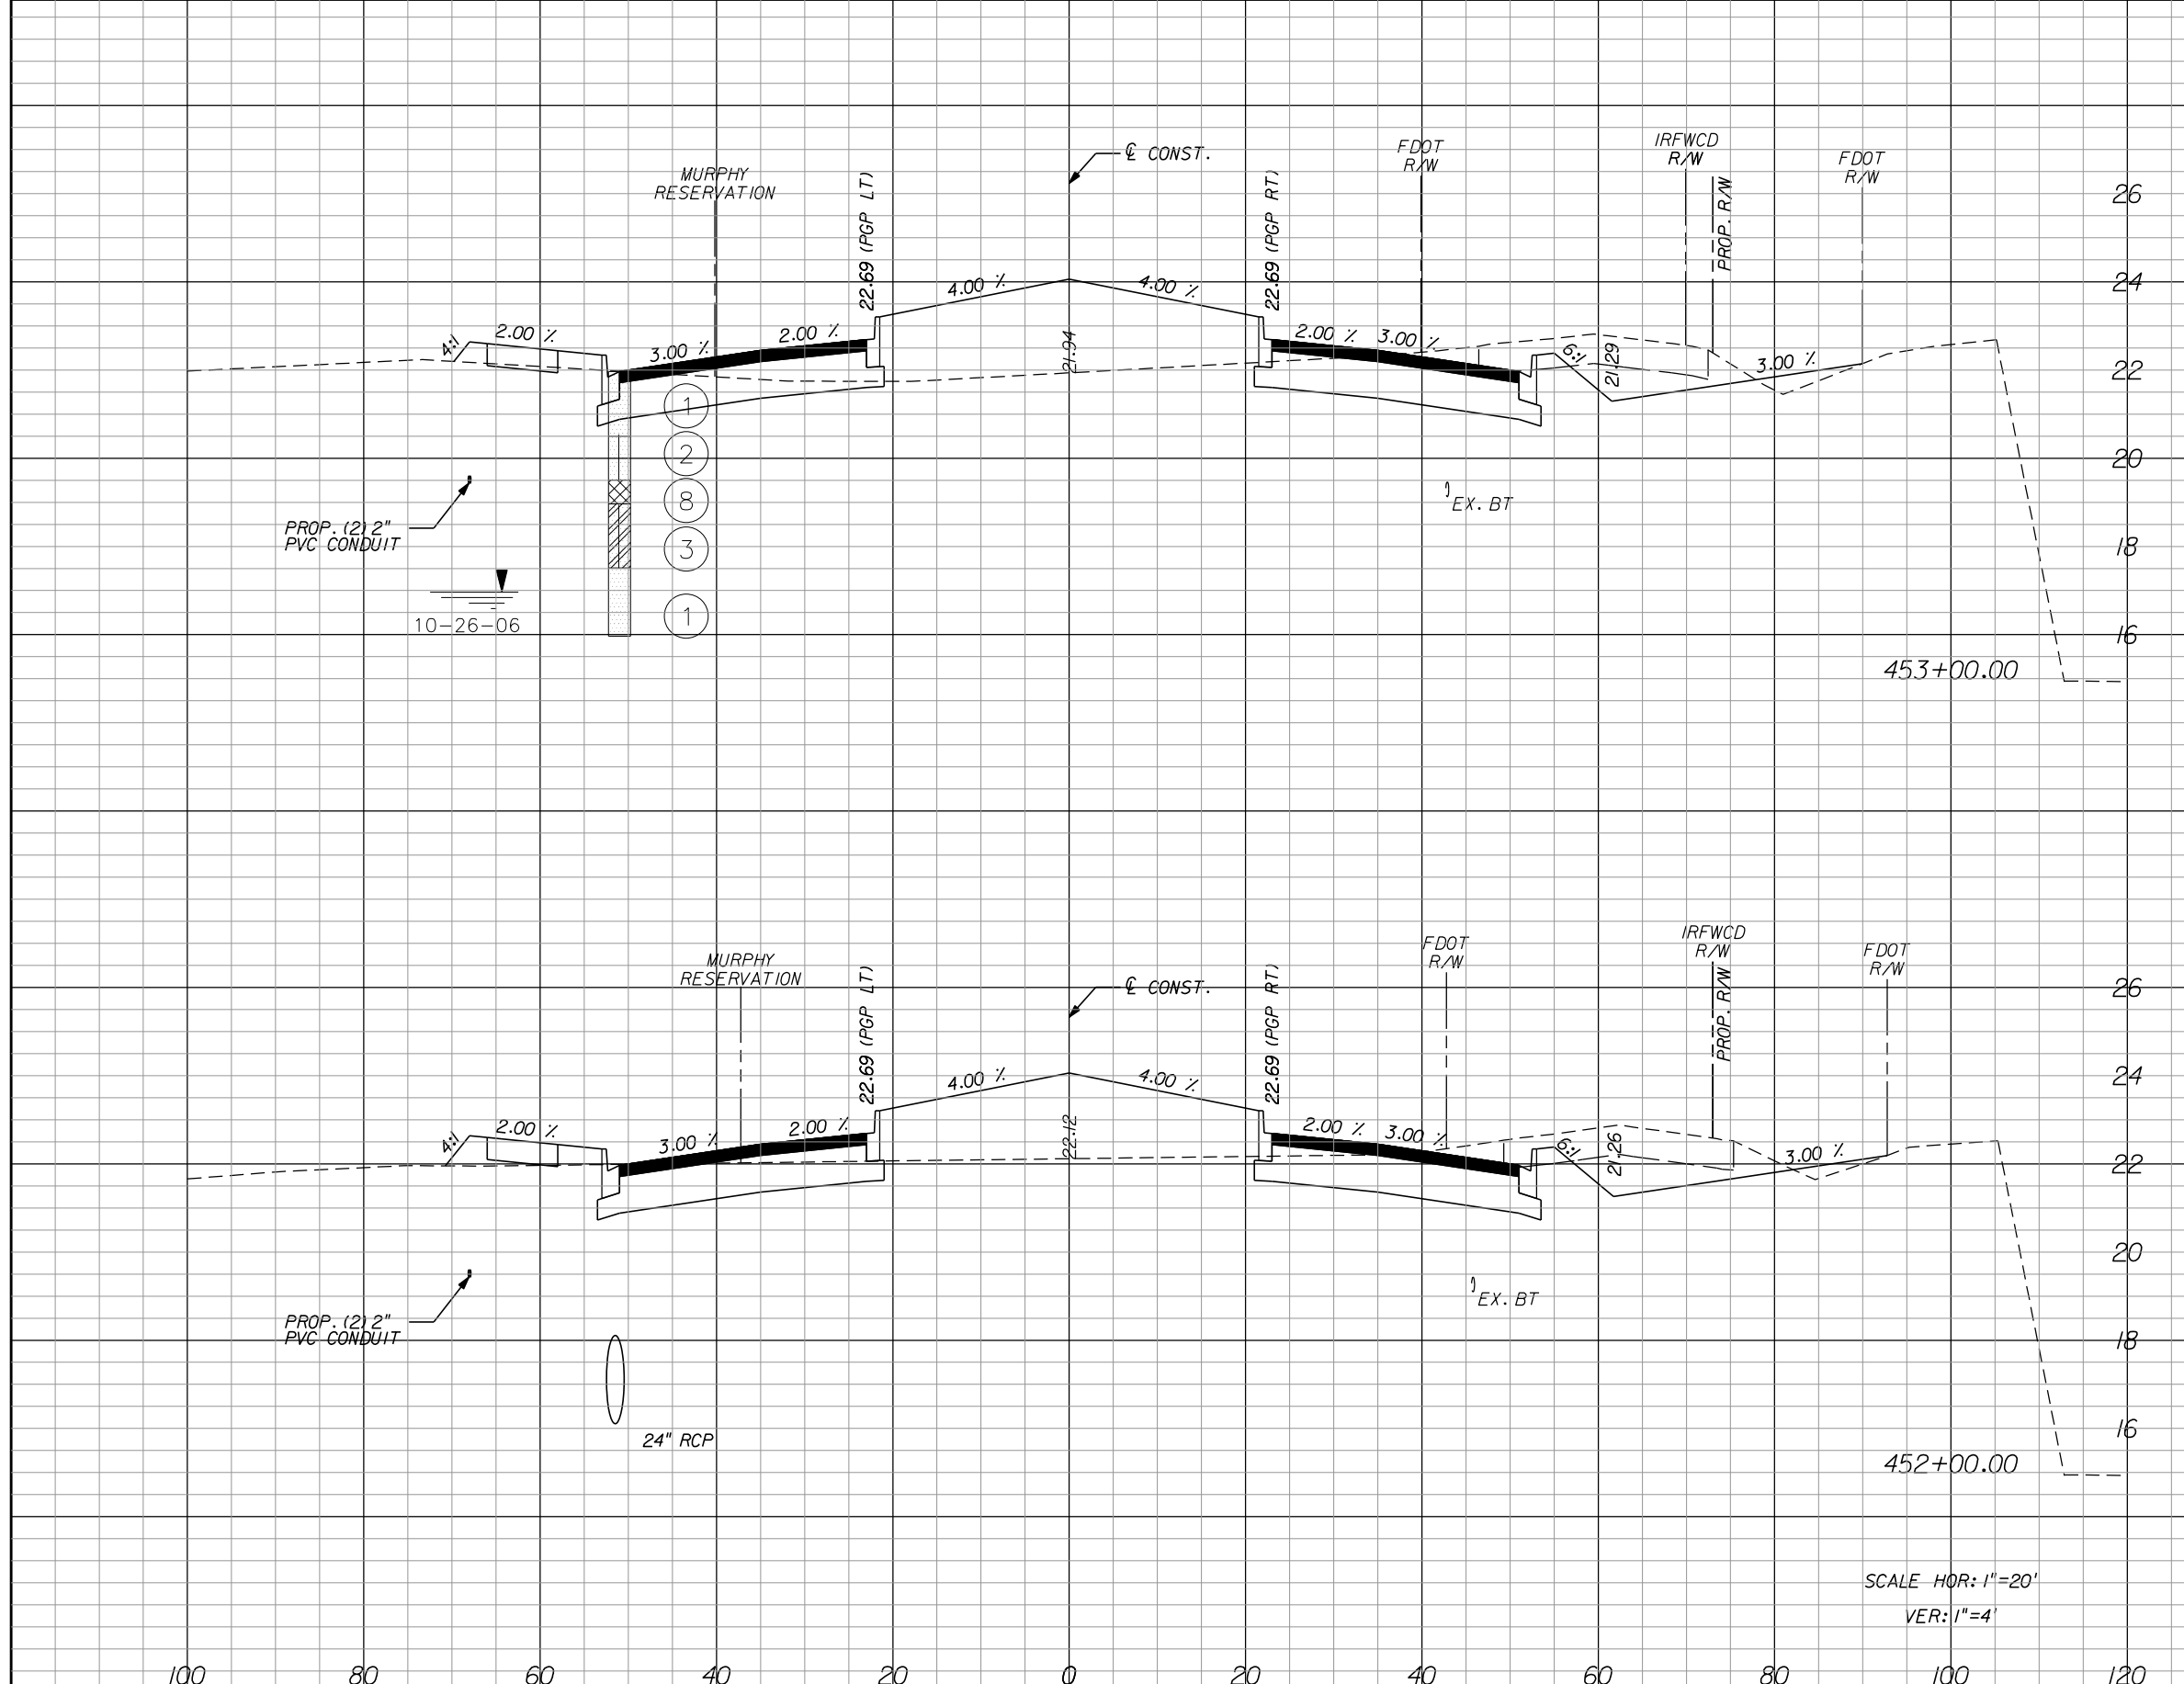 MURPHY
RESERVATION
22.69 (PGP LT)
℄ CONST.
22.69 (PGP RT)
FDOT
R/W
IRFWCD
R/W
PROP. R/W
FDOT
R/W
26
4:1
2.00 %
3.00 %
2.00 %
4.00 %
4.00 %
21.94
2.00 %
3.00 %
6:1
21.29
3.00 %
24
22
1
2
8
3
1
20
PROP. (2) 2"
PVC CONDUIT
EX. BT
18
10-26-06
16
453+00.00
MURPHY
RESERVATION
22.69 (PGP LT)
℄ CONST.
22.69 (PGP RT)
FDOT
R/W
IRFWCD
R/W
PROP. R/W
FDOT
R/W
26
4:1
2.00 %
3.00 %
2.00 %
4.00 %
4.00 %
22.12
2.00 %
3.00 %
6:1
21.26
3.00 %
24
22
20
PROP. (2) 2"
PVC CONDUIT
EX. BT
18
24" RCP
16
452+00.00
SCALE HOR: 1"=20'
VER: 1"=4'
100 80 60 40 20 0 20 40 60 80 100 120